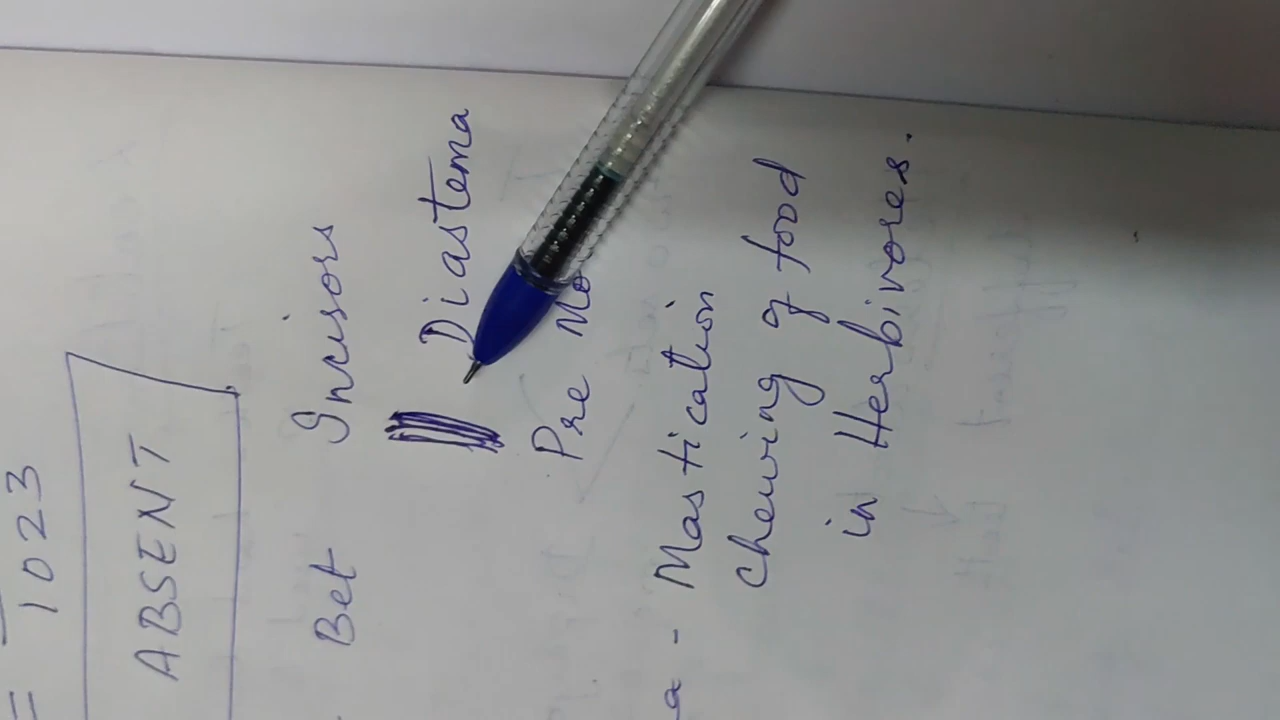 = 1023
ABSENT
Bet Incisors
Diastema
Pre Mo
a - Mastication
Chewing of food
in Herbivores.